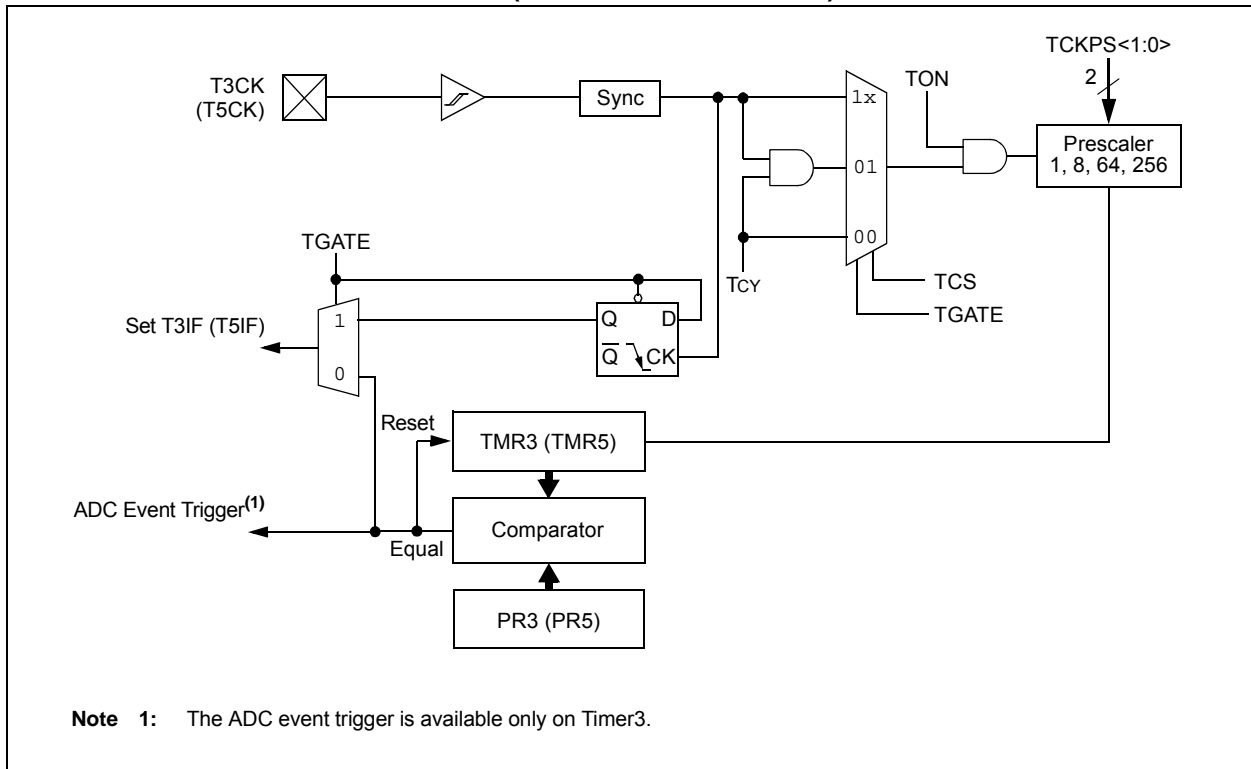 TCKPS<1:0>
2
T3CK
(T5CK)
Sync
1x
TON
Prescaler
1, 8, 64, 256
01
00
TGATE
TCY
TCS
TGATE
Set T3IF (T5IF)
1
0
Q
D
Q
CK
Reset
TMR3 (TMR5)
ADC Event Trigger(1)
Equal
Comparator
PR3 (PR5)
Note 1: The ADC event trigger is available only on Timer3.